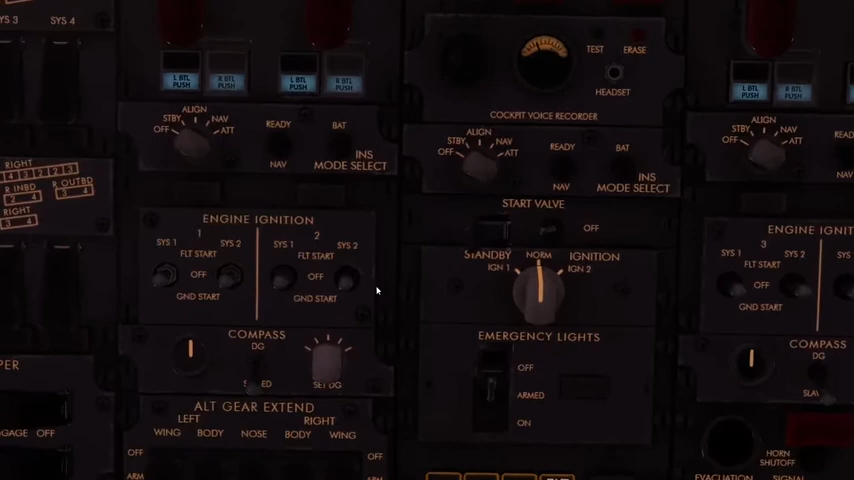 SYS 3 SYS 4
L BTL PUSH
R BTL PUSH
L BTL PUSH
R BTL PUSH
TEST ERASE
HEADSET
COCKPIT VOICE RECORDER
L BTL PUSH
R BTL PUSH
ALIGN
STBY NAV
OFF ATT
READY BAT
NAV
INS
MODE SELECT
ALIGN
STBY NAV
OFF ATT
READY BAT
NAV
INS
MODE SELECT
ALIGN
STBY NAV
OFF ATT
NAV
RIGHT
R INBD R OUTBD
RIGHT
3 4
START VALVE
OFF
ENGINE IGNITION
1 2
SYS 1 SYS 2 SYS 1 SYS 2
FLT START FLT START
OFF OFF
GND START GND START
STANDBY NORM IGNITION
IGN 1 IGN 2
3
SYS 1 SYS 2
FLT START
OFF
GND START
COMPASS
DG
SET DG
EMERGENCY LIGHTS
OFF
ARMED
ON
COMPASS
DG
ALT GEAR EXTEND
LEFT RIGHT
WING BODY NOSE BODY WING
OFF OFF
ARM
OFF
HORN
SHUTOFF
EVACUATION SIGNAL